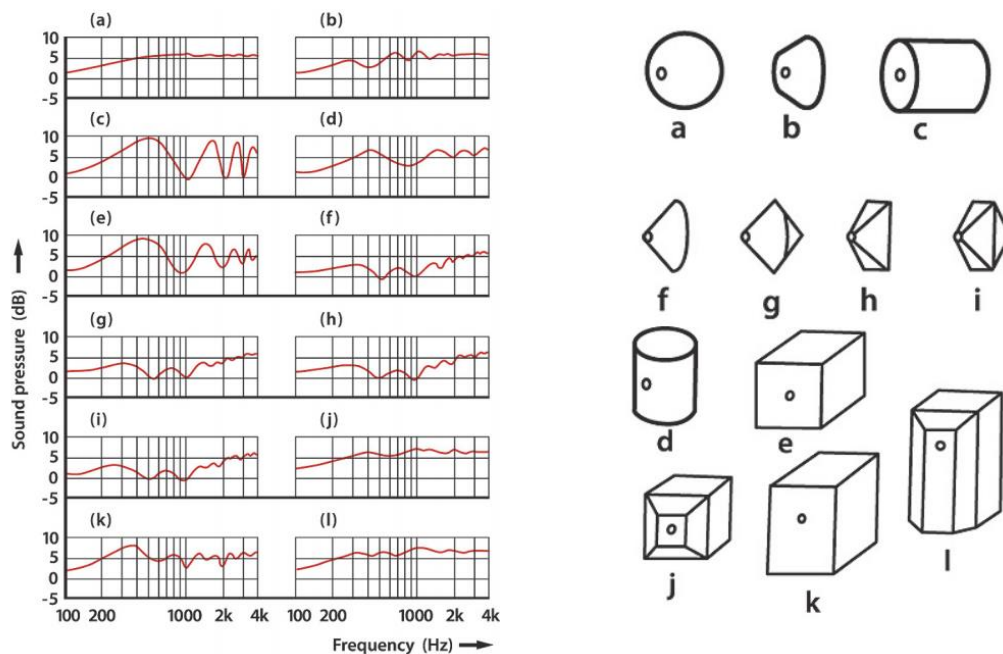 (a) (b)
10
5
0
-5
(c) (d)
10
5
0
-5
(e) (f)
10
5
0
-5
(g) (h)
10
5
0
-5
(i) (j)
10
5
0
-5
(k) (l)
10
5
0
-5
100 200 1000 2k 4k 100 200 1000 2k 4k
Sound pressure (dB)
Frequency (Hz)
a b c
f g h i
d e
j k l